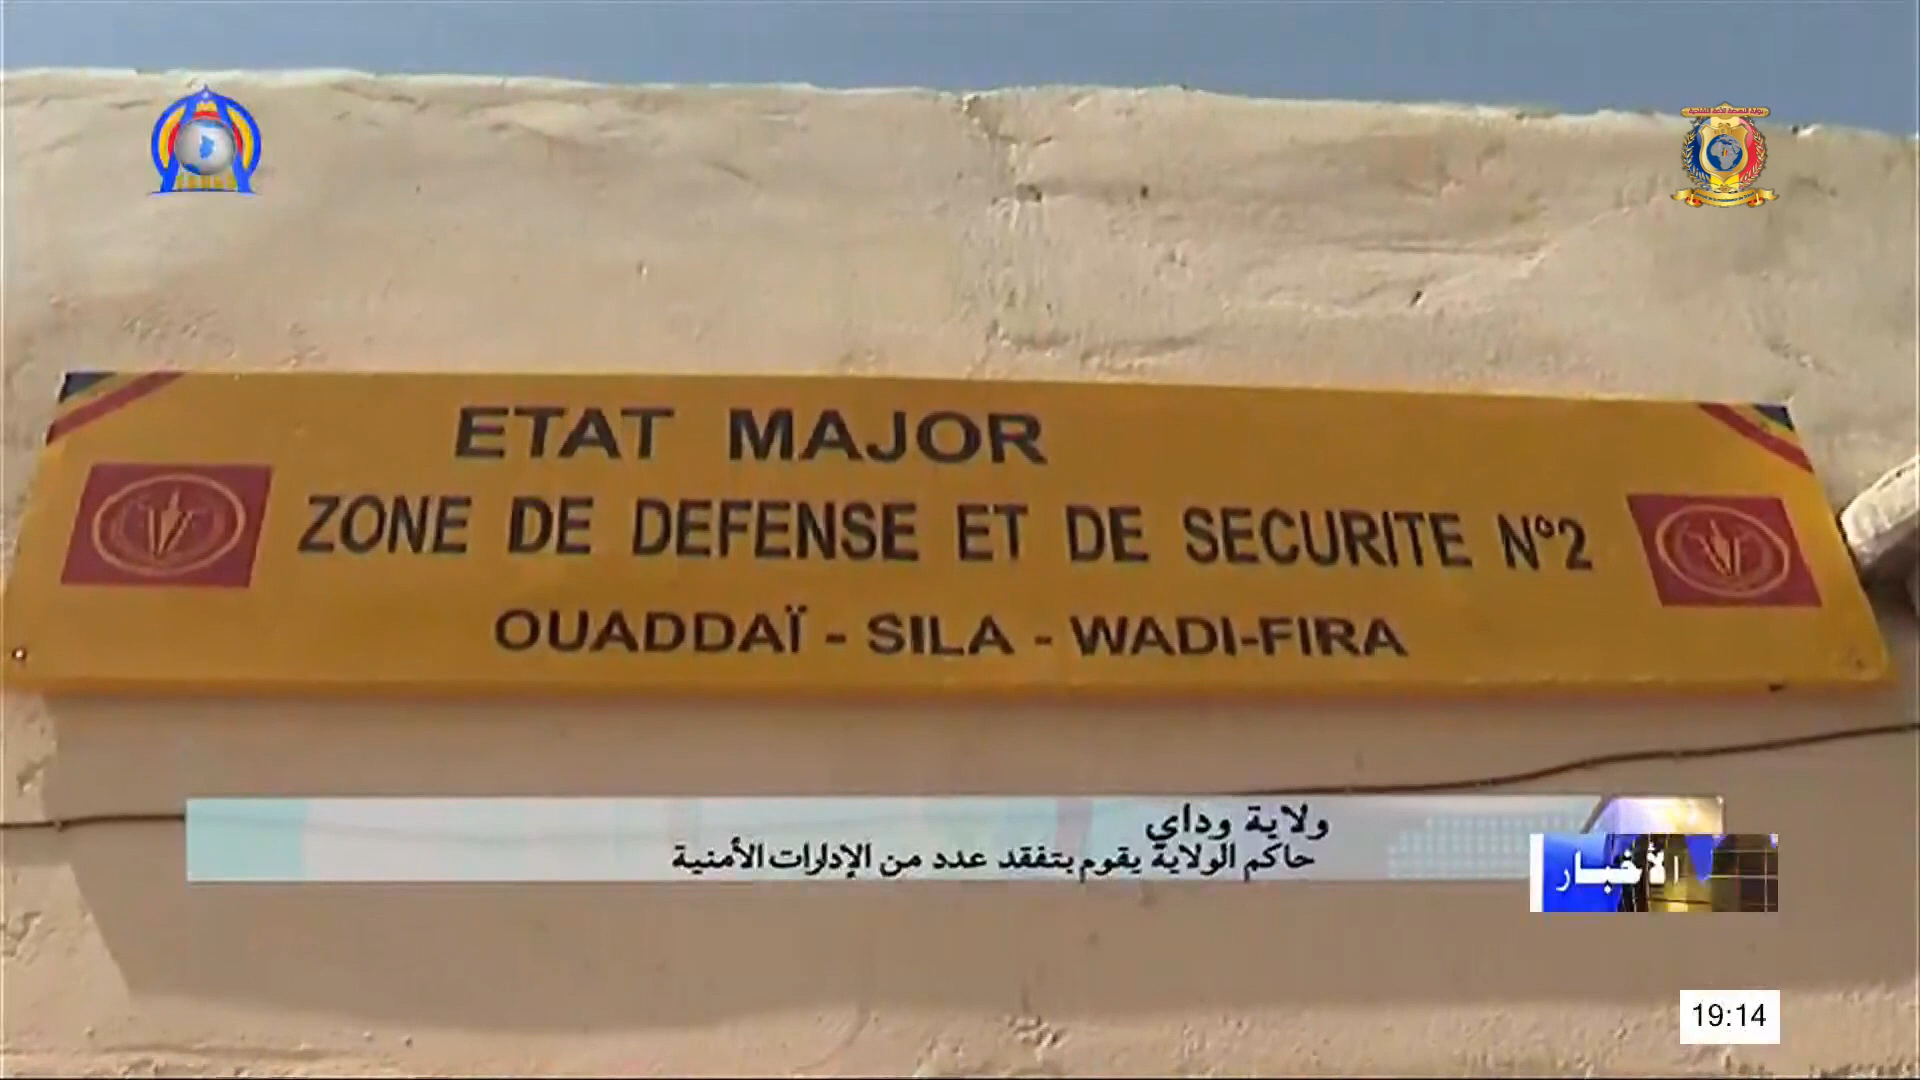 ETAT MAJOR
ZONE DE DEFENSE ET DE SECURITE N°2
OUADDAÏ - SILA - WADI-FIRA
ولاية وداي
حاكم الولاية يقوم بتفقد عدد من الإدارات الأمنية
الأخبار
19:14